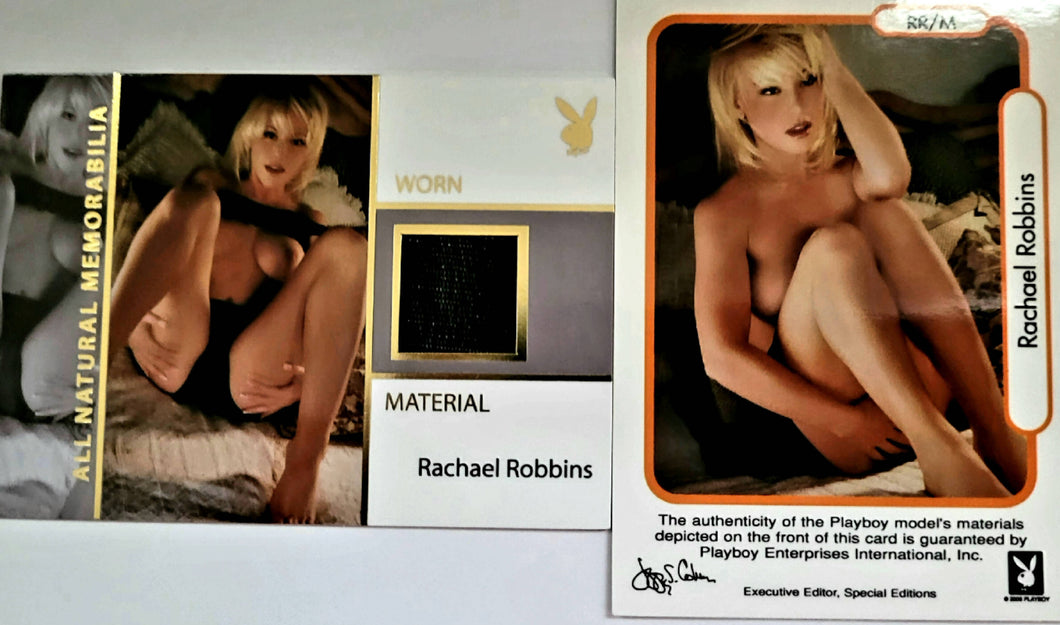 ALL NATURAL MEMORABILIA
WORN
MATERIAL
Rachael Robbins
RR/M
Rachael Robbins
The authenticity of the Playboy model's materials
depicted on the front of this card is guaranteed by
Playboy Enterprises International, Inc.
Executive Editor, Special Editions